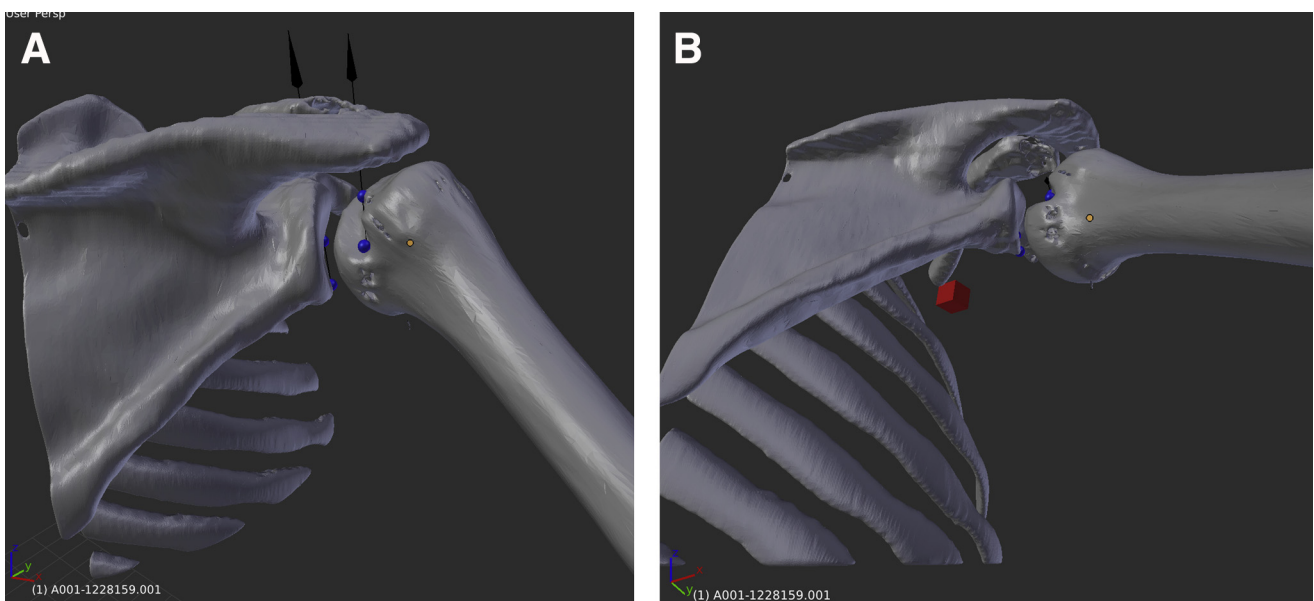 User Persp
A
B
z
y
x
(1) A001-1228159.001
z
x
y
(1) A001-1228159.001